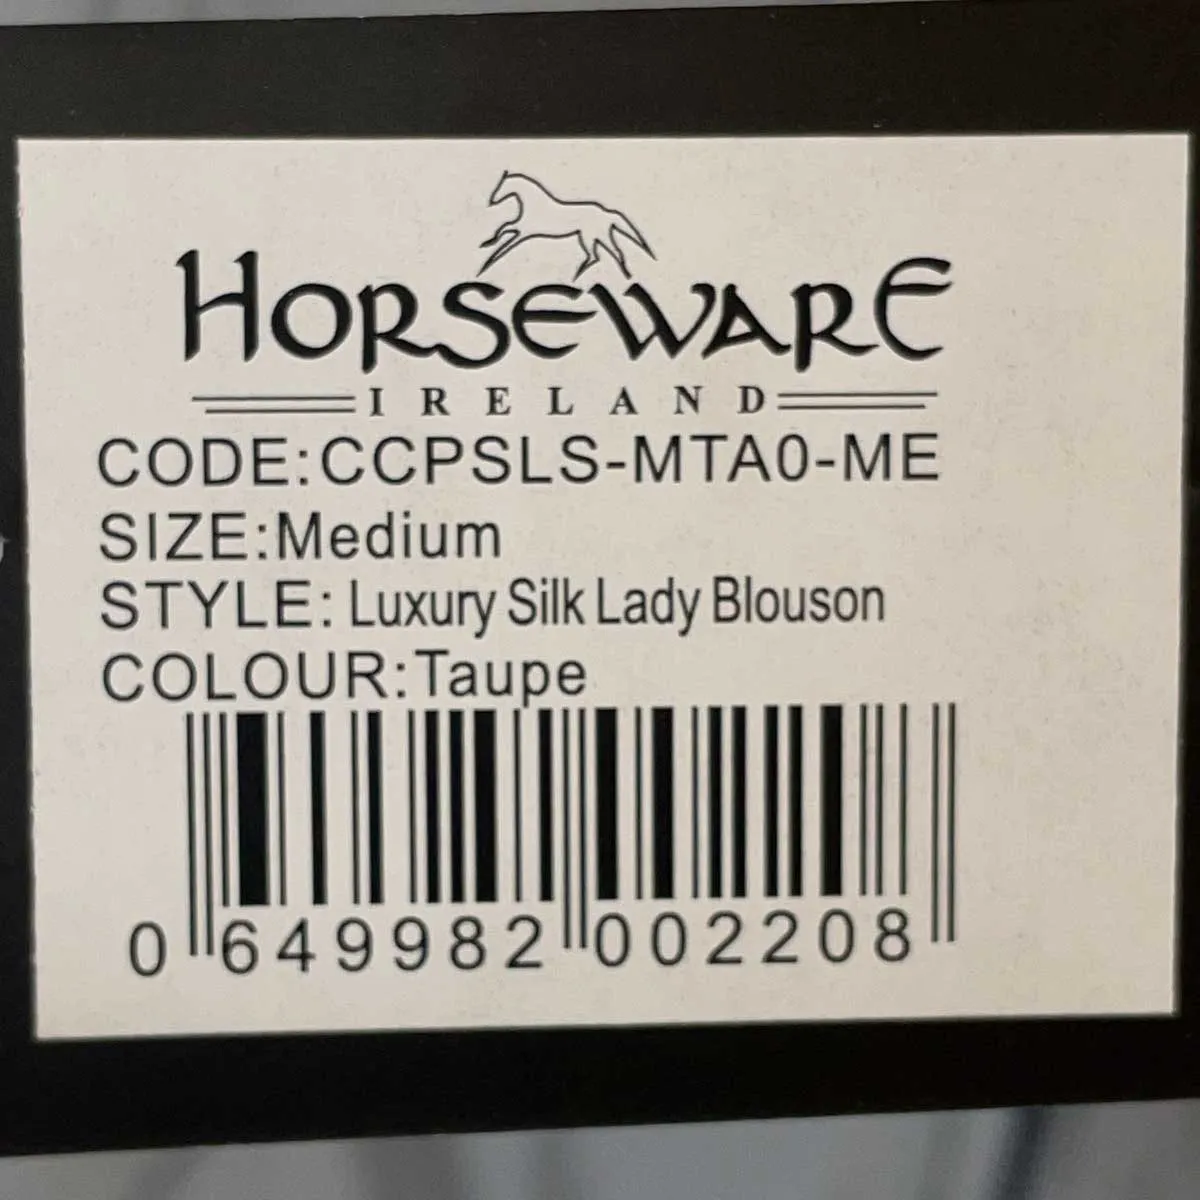 HORSEWARE
IRELAND
CODE:CCPSLS-MTA0-ME
SIZE:Medium
STYLE: Luxury Silk Lady Blouson
COLOUR:Taupe
0 649982 002208